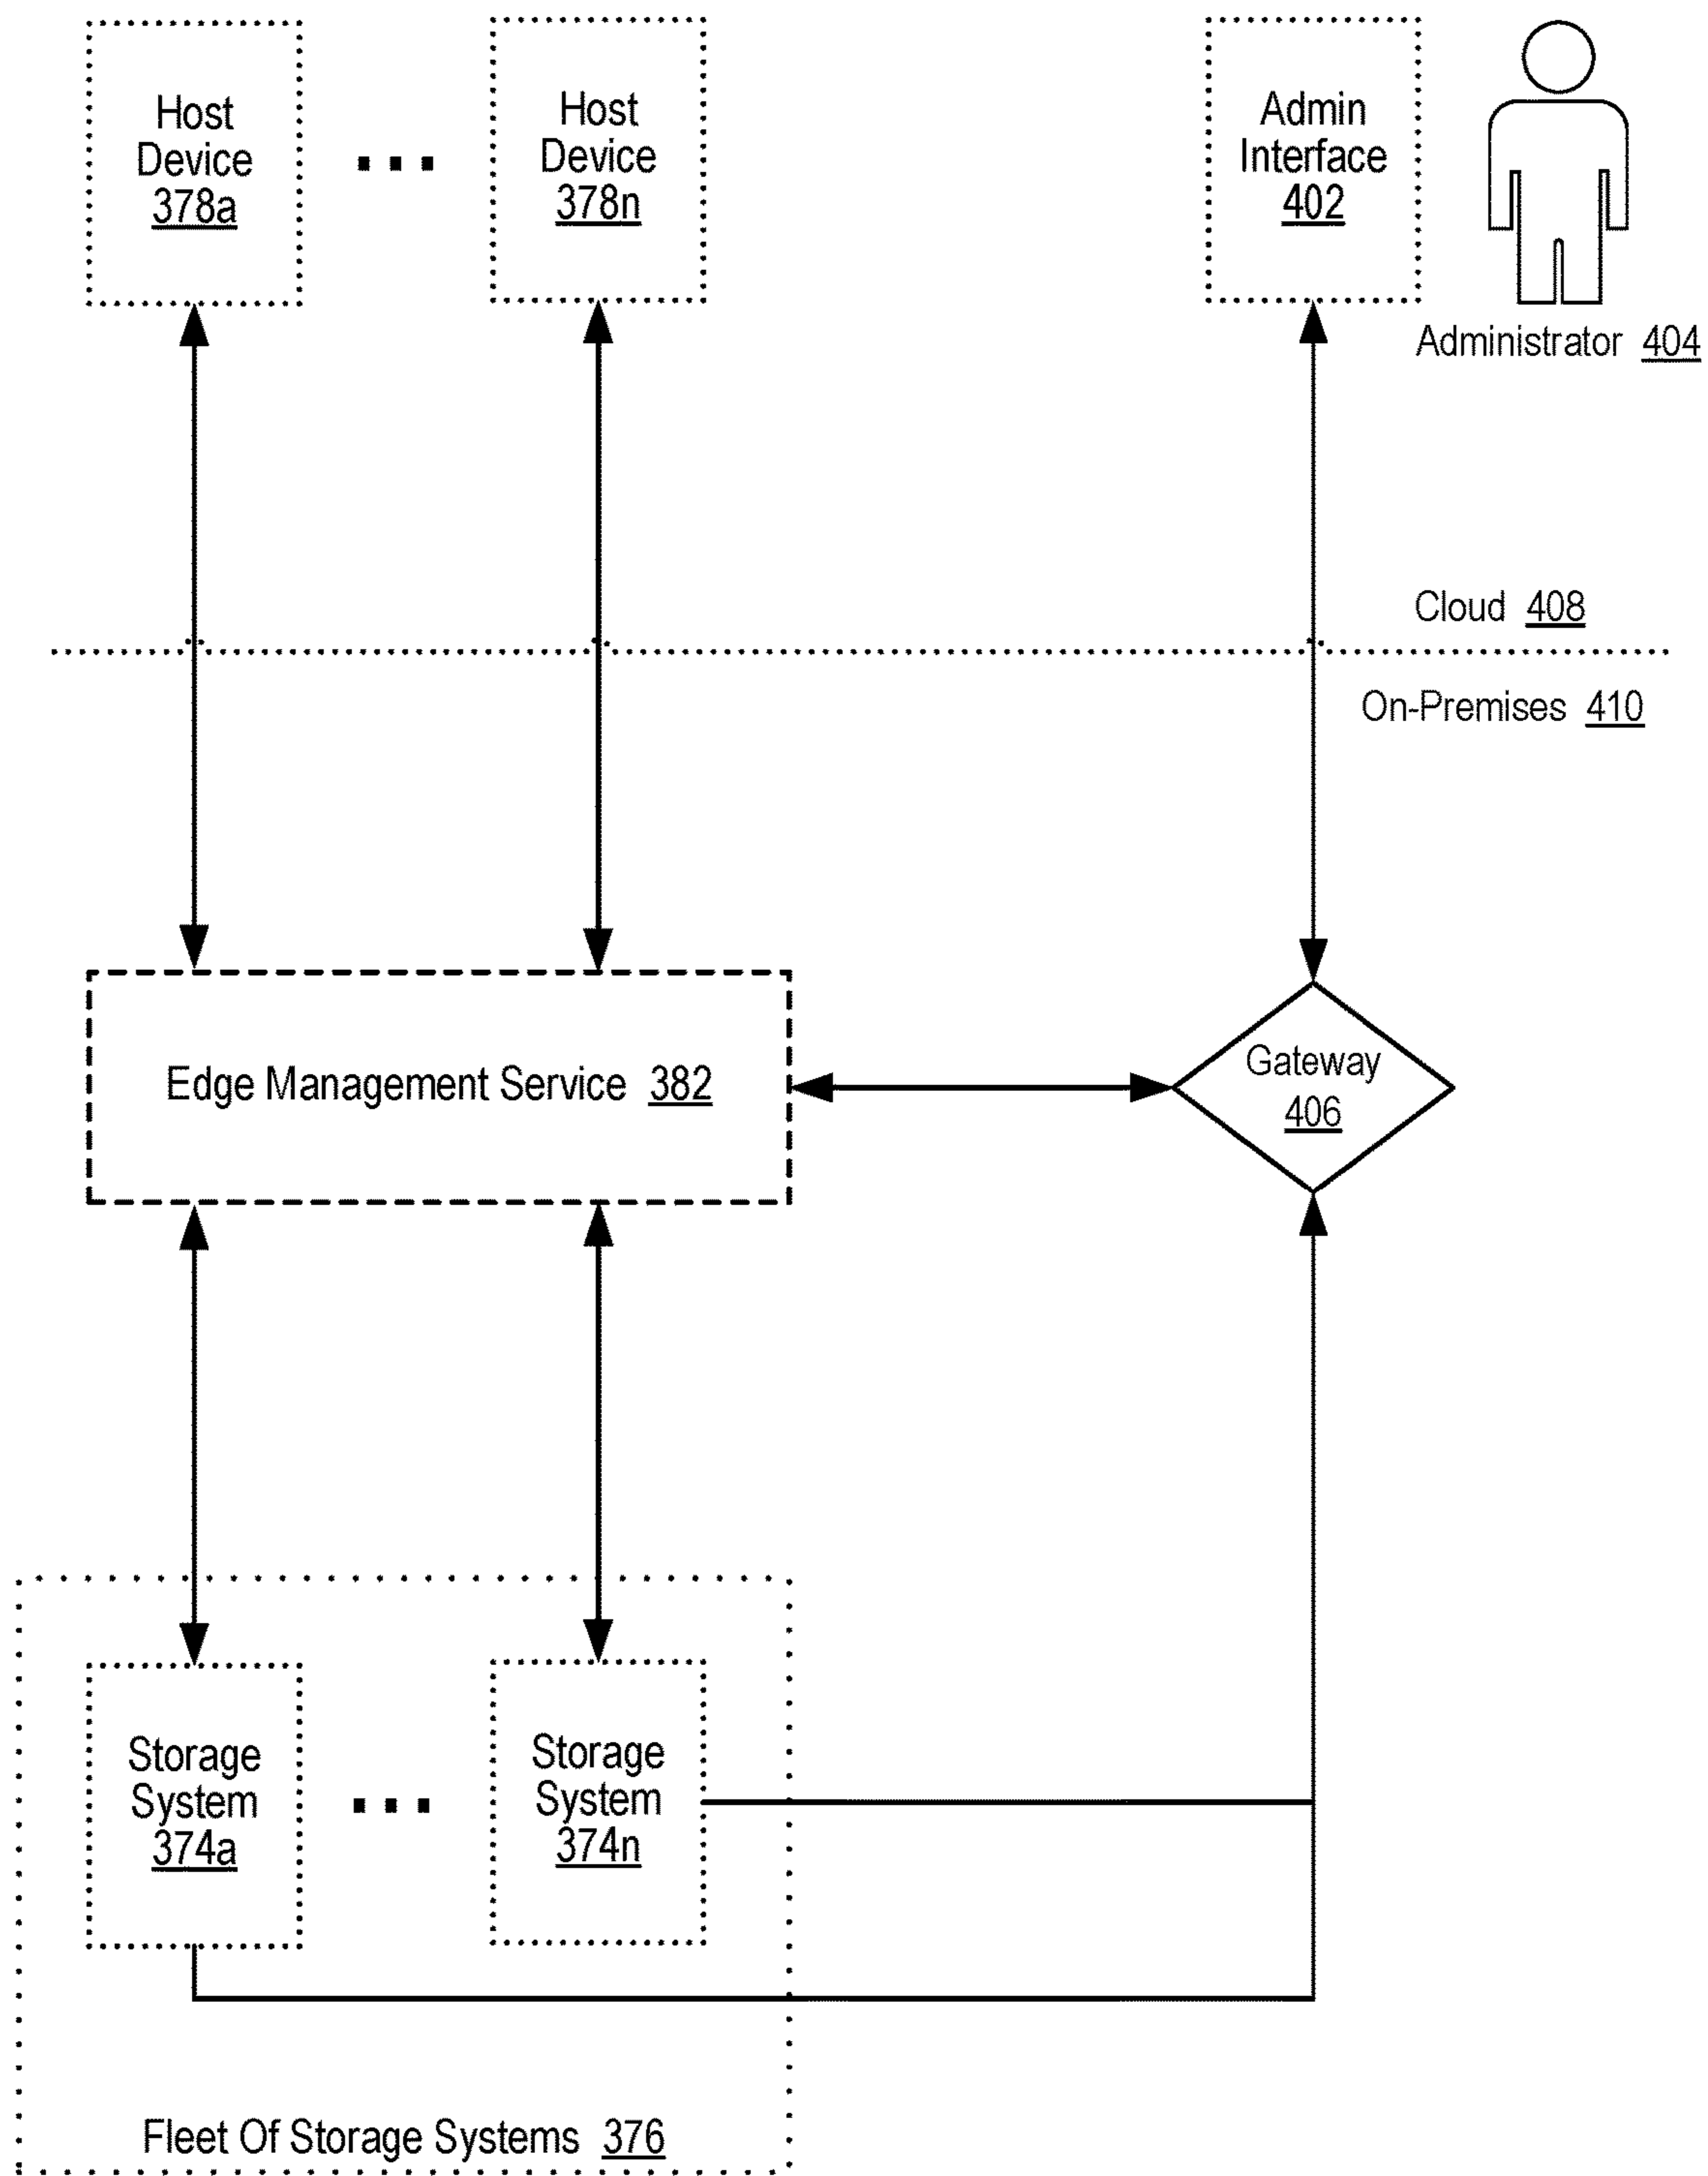 Host
Device
378a
Host
Device
378n
Admin
Interface
402
Administrator 404
Cloud 408
On-Premises 410
Edge Management Service 382
Gateway
406
Storage
System
374a
Storage
System
374n
Fleet Of Storage Systems 376